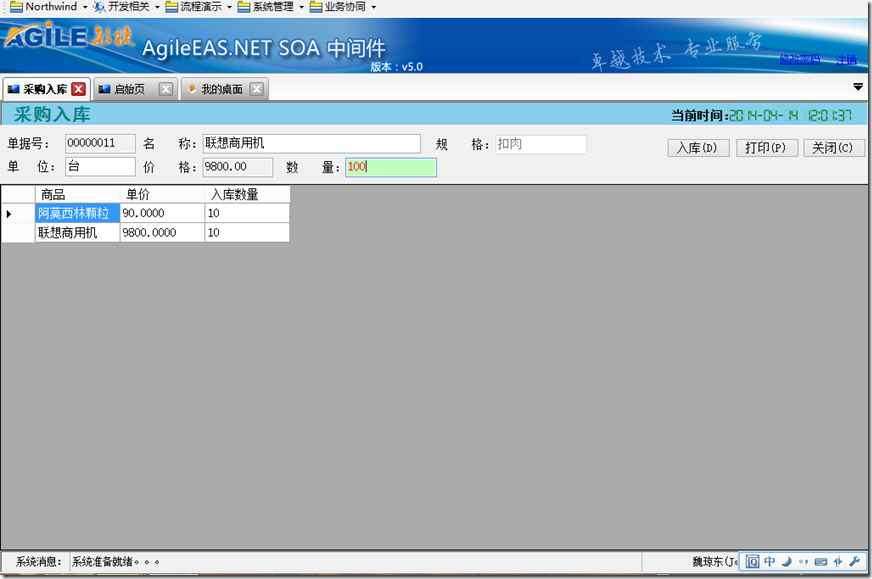 Northwind 开发相关 流程演示 系统管理 业务协同
AGILE AgileEAS.NET SOA 中间件
版本：v5.0
卓越技术 专业服务
修改密码 注销
采购入库 启始页 我的桌面
采购入库 当前时间:2014-04-14 12:01:37
单据号: 00000011 名 称: 联想商用机 规 格: 扣肉 入库(D) 打印(P) 关闭(C)
单 位: 台 价 格: 9800.00 数 量: 100
商品 单价 入库数量
阿莫西林颗粒 90.0000 10
联想商用机 9800.0000 10
系统消息: 系统准备就绪。。。 魏琼东(Ja 中